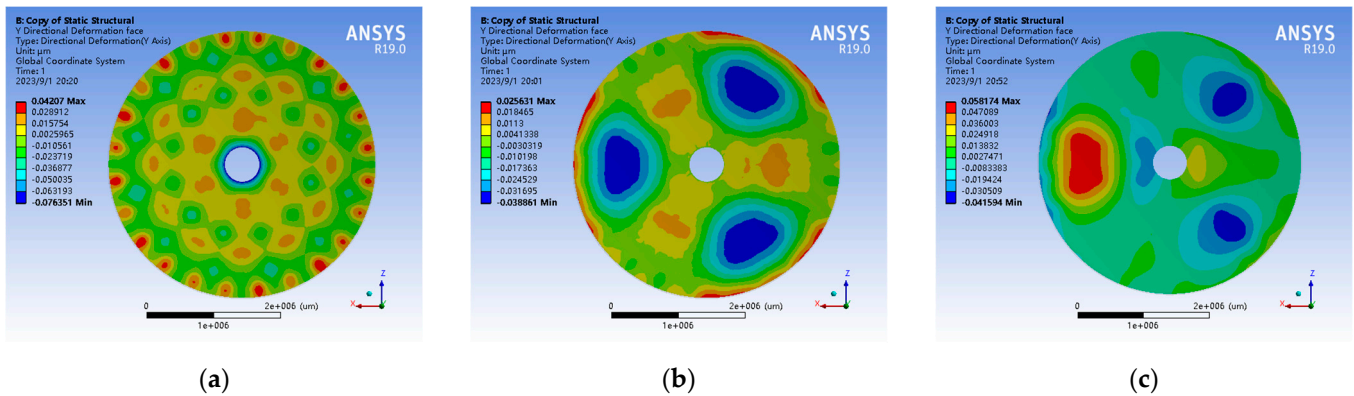 B: Copy of Static Structural
Y Directional Deformation face
Type: Directional Deformation(Y Axis)
Unit: μm
Global Coordinate System
Time: 1
2023/9/1 20:20
ANSYS
R19.0
0.04207 Max
0.028912
0.015754
0.0025965
-0.010561
-0.023719
-0.036877
-0.050035
-0.063193
-0.076351 Min
Z
X
Y
0
2e+006 (um)
1e+006
(a)
B: Copy of Static Structural
Y Directional Deformation face
Type: Directional Deformation(Y Axis)
Unit: μm
Global Coordinate System
Time: 1
2023/9/1 20:01
ANSYS
R19.0
0.025631 Max
0.018465
0.0113
0.0041338
-0.0030319
-0.010198
-0.017363
-0.024529
-0.031695
-0.038861 Min
Z
X
Y
0
2e+006 (um)
1e+006
(b)
B: Copy of Static Structural
Y Directional Deformation face
Type: Directional Deformation(Y Axis)
Unit: μm
Global Coordinate System
Time: 1
2023/9/1 20:52
ANSYS
R19.0
0.058174 Max
0.047089
0.036003
0.024918
0.013832
0.0027471
-0.0083383
-0.019424
-0.030509
-0.041594 Min
Z
X
Y
0
2e+006 (um)
1e+006
(c)